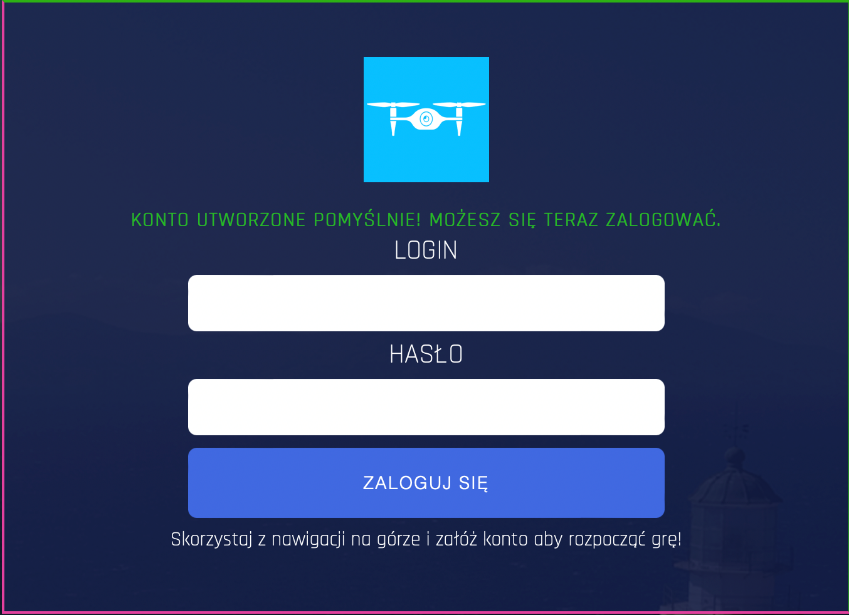 KONTO UTWORZONE POMYŚLNIE! MOŻESZ SIĘ TERAZ ZALOGOWAĆ.
LOGIN
HASŁO
ZALOGUJ SIĘ
Skorzystaj z nawigacji na górze i załóż konto aby rozpocząć grę!